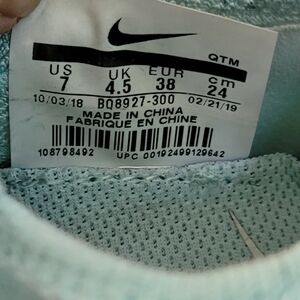 QTM
US UK EUR cm
7 4.5 38 24
10/03/18 BQ8927-300 02/21/19
MADE IN CHINA
FABRIQUE EN CHINE
108798492 UPC 00192499129642